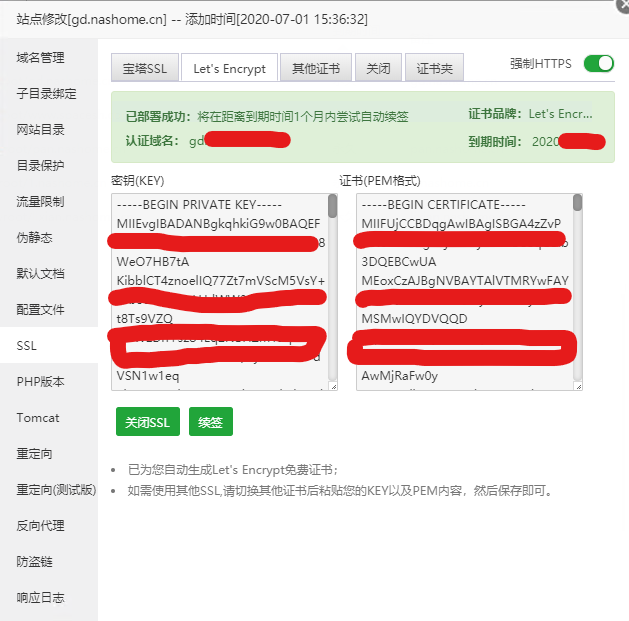 站点修改[gd.nashome.cn] -- 添加时间[2020-07-01 15:36:32]
域名管理
子目录绑定
网站目录
目录保护
流量限制
伪静态
默认文档
配置文件
SSL
PHP版本
Tomcat
重定向
重定向(测试版)
反向代理
防盗链
响应日志
宝塔SSL
Let's Encrypt
其他证书
关闭
证书夹
强制HTTPS
已部署成功：将在距离到期时间1个月内尝试自动续签
证书品牌：Let's Encr...
认证域名：gd
到期时间：2020
密钥(KEY)
证书(PEM格式)
-----BEGIN PRIVATE KEY-----
MIIEvgIBADANBgkqhkiG9w0BAQEF
WeO7HB7tA
KibblCT4znoelIQ77Zt7mVScM5VsY+
t8Ts9VZQ
VSN1w1eq
-----BEGIN CERTIFICATE-----
MIIFUjCCBDqgAwIBAgISBGA4zZvP
3DQEBCwUA
MEoxCzAJBgNVBAYTAlVTMRYwFAY
MSMwIQYDVQQD
AwMjRaFw0y
关闭SSL
续签
已为您自动生成Let's Encrypt免费证书；
如需使用其他SSL,请切换其他证书后粘贴您的KEY以及PEM内容，然后保存即可。